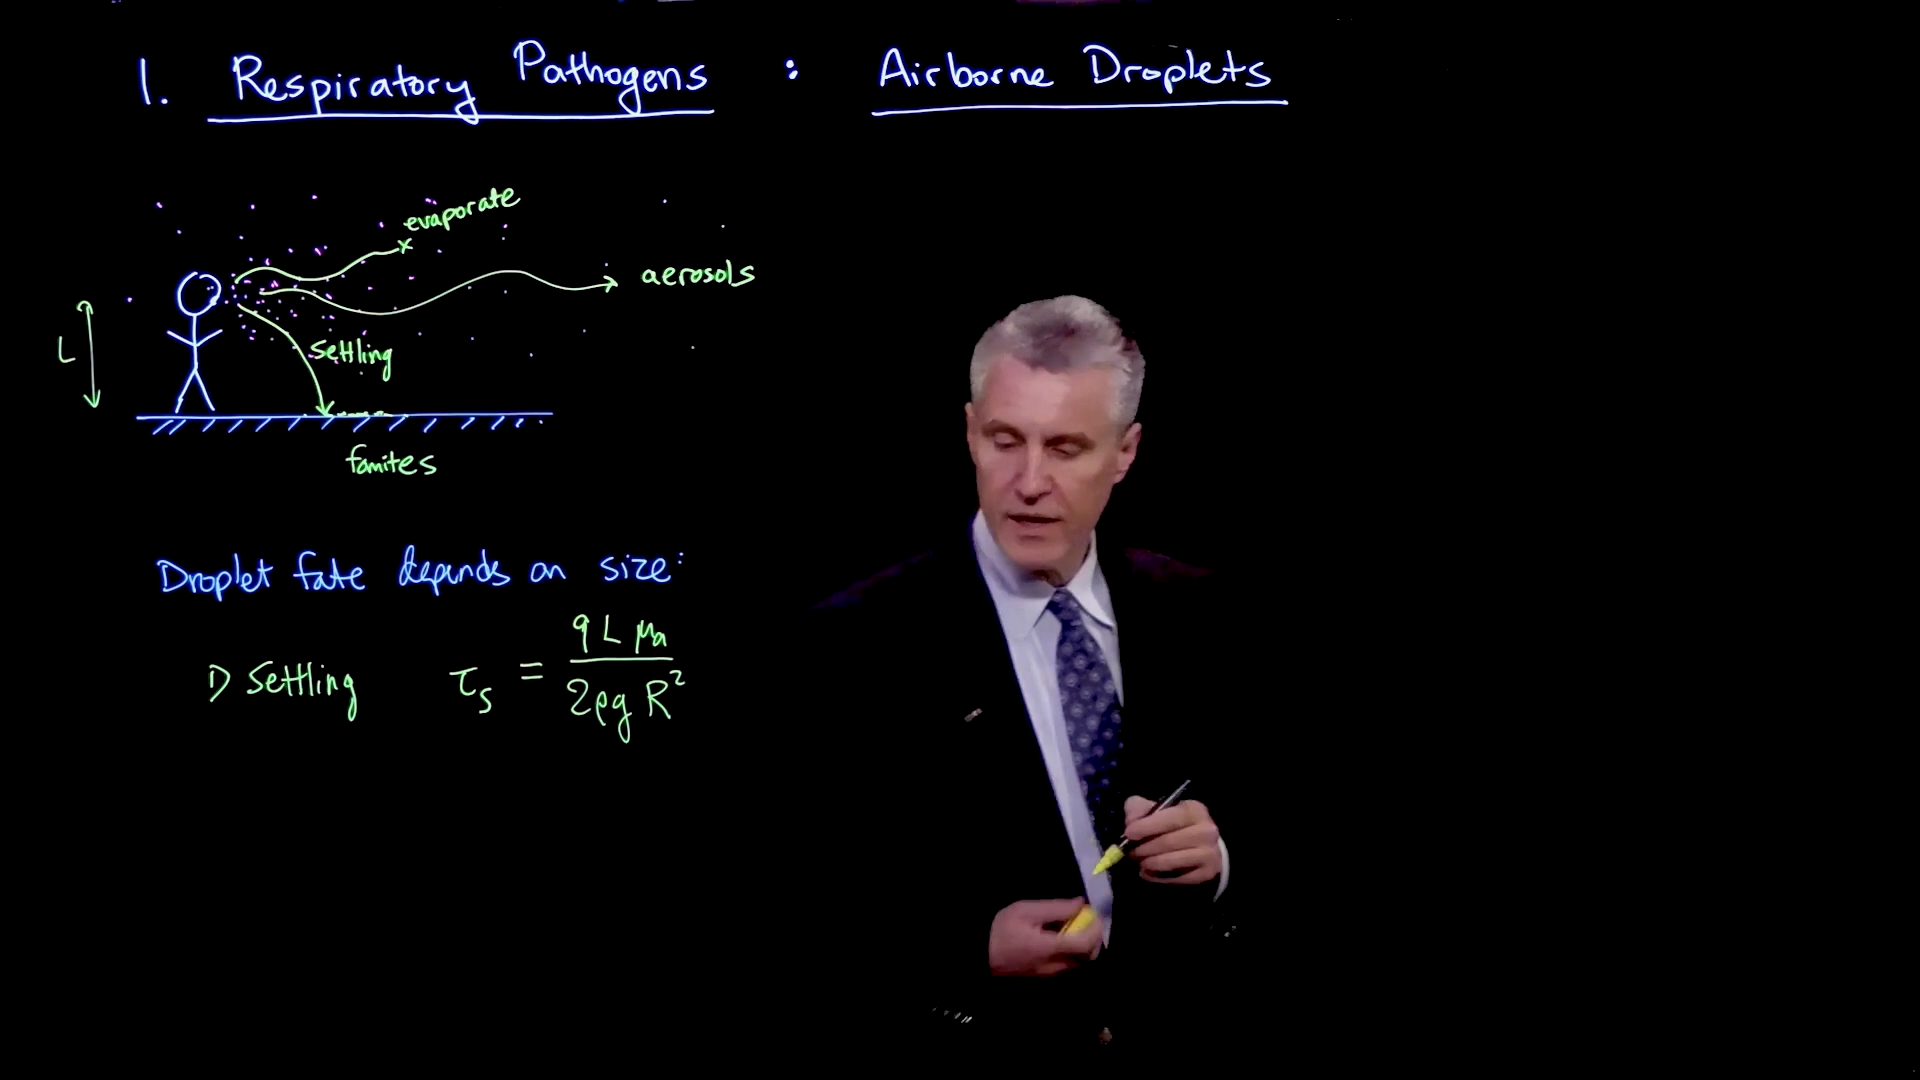 1. Respiratory Pathogens : Airborne Droplets
evaporate
aerosols
L
settling
fomites
Droplet fate depends on size:
1) Settling τₛ = 9 L μₐ / 2ρg R²